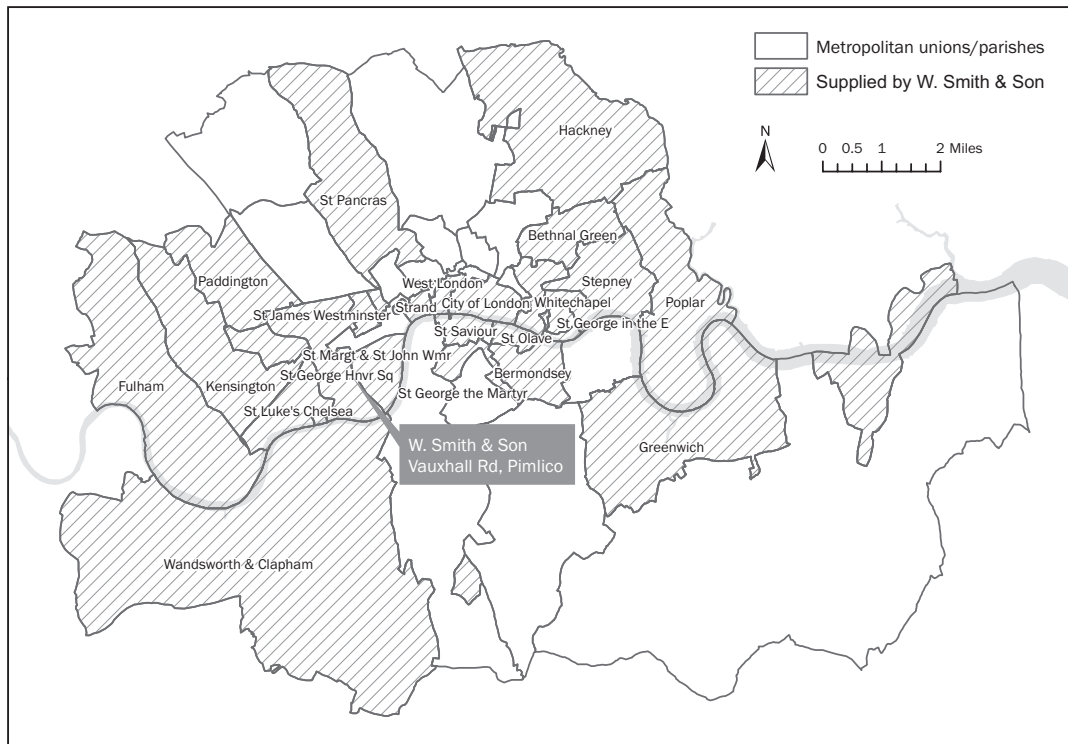 Metropolitan unions/parishes
Supplied by W. Smith & Son
N
0 0.5 1 2 Miles
Hackney
St Pancras
Bethnal Green
Paddington
West London
Stepney
Strand
City of London
Whitechapel
Poplar
St James Westminster
St George in the E
St Saviour
St Olave
St Margt & St John Wmr
St George Hnvr Sq
Bermondsey
Fulham
Kensington
St George the Martyr
St Luke's Chelsea
W. Smith & Son
Vauxhall Rd, Pimlico
Greenwich
Wandsworth & Clapham